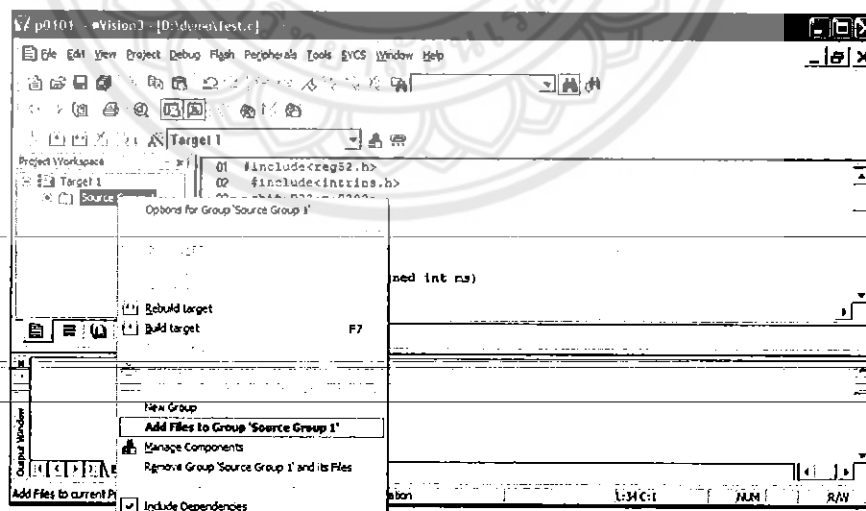 p0101 - µVision3 - [D:\demo\Test.c]
File Edit View Project Debug Flash Peripherals Tools SVCS Window Help
Target 1
Project Workspace
Target 1
01 #include<reg52.h>
02 #include<intrins.h>
Options for Group 'Source Group 1'
ned int ms)
Rebuild target
Build target F7
New Group
Add Files to Group 'Source Group 1'
Manage Components
Remove Group 'Source Group 1' and its Files
Output Window
Add Files to current P
L:34 C:1 NUM R/W
Include Dependencies